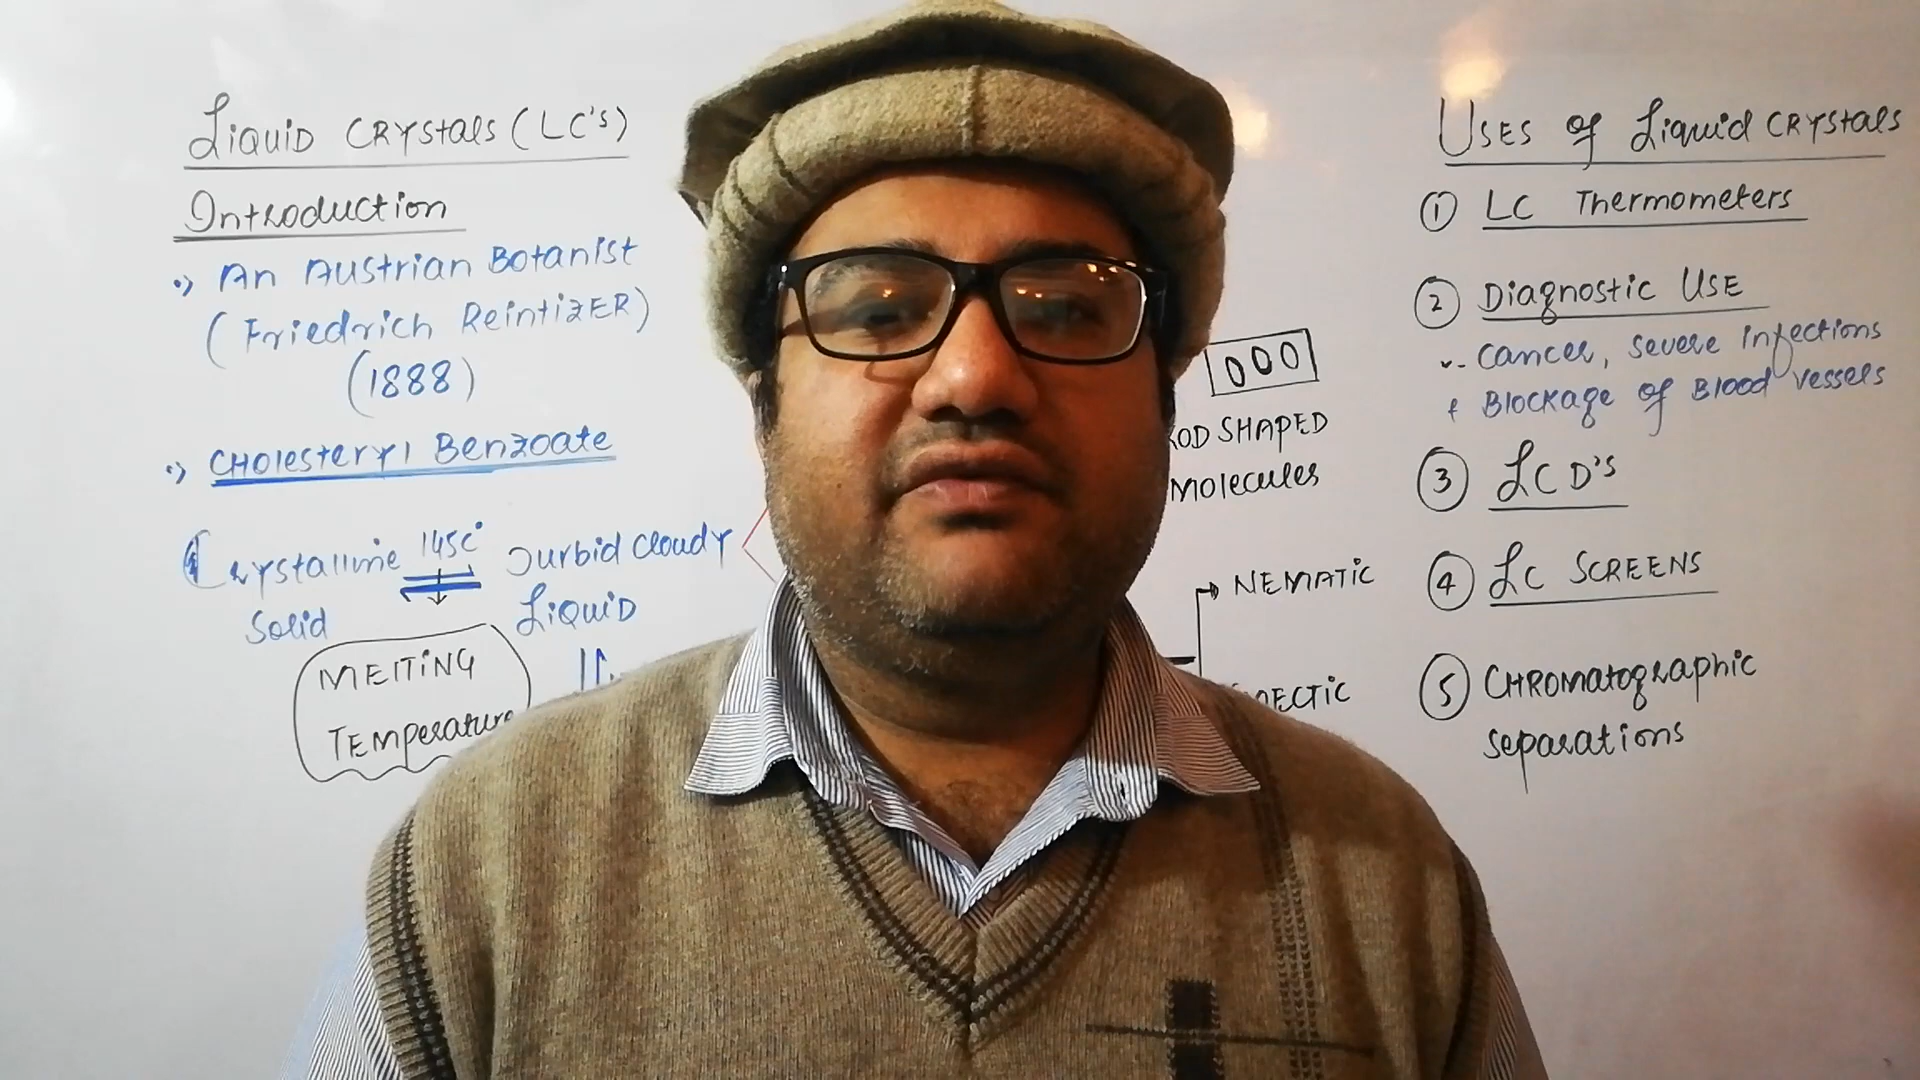 Liquid Crystals (LC's)
Introduction
An Austrian Botanist
(Friedrich ReintizER)
(1888)
Cholesteryl Benzoate
Crystalline 145C° Turbid Cloudy
Solid Liquid
MELTING
TEMperature
000
ROD SHAPED
Molecules
NEMATIC
SMECTIC
Uses of Liquid Crystals
1 LC Thermometers
2 Diagnostic Use
Cancer, Severe Infections
& Blockage of Blood Vessels
3 LCD's
4 LC SCREENS
5 CHROMatographic
separations